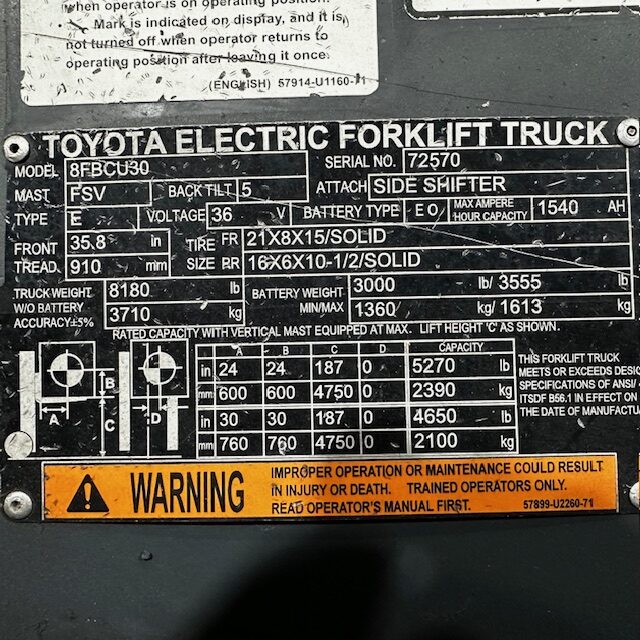 when operator is on operating position.
Mark is indicated on display, and it is
not turned off when operator returns to
operating position after leaving it once.
(ENGLISH) 57914-U1160-71
TOYOTA ELECTRIC FORKLIFT TRUCK
MODEL 8FBCU30 SERIAL NO. 72570
MAST FSV BACK TILT 5 ATTACH SIDE SHIFTER
TYPE E VOLTAGE 36 V BATTERY TYPE EO MAX AMPERE HOUR CAPACITY 1540 AH
FRONT 35.8 in TIRE FR 21X8X15/SOLID
TREAD. 910 mm SIZE RR 16X6X10-1/2/SOLID
TRUCK WEIGHT 8180 lb BATTERY WEIGHT 3000 lb/ 3555 lb
W/O BATTERY 3710 kg MIN/MAX 1360 kg/ 1613 kg
ACCURACY±5%
RATED CAPACITY WITH VERTICAL MAST EQUIPPED AT MAX. LIFT HEIGHT 'C' AS SHOWN.
A B C D CAPACITY
in 24 24 187 0 5270 lb
mm 600 600 4750 0 2390 kg
in 30 30 187 0 4650 lb
mm 760 760 4750 0 2100 kg
A B C D
THIS FORKLIFT TRUCK
MEETS OR EXCEEDS
SPECIFICATIONS OF ANSI/
ITSDF B56.1 IN EFFECT ON
THE DATE OF
WARNING
IMPROPER OPERATION OR MAINTENANCE COULD RESULT
IN INJURY OR DEATH. TRAINED OPERATORS ONLY.
READ OPERATOR'S MANUAL FIRST. 57899-U2260-71